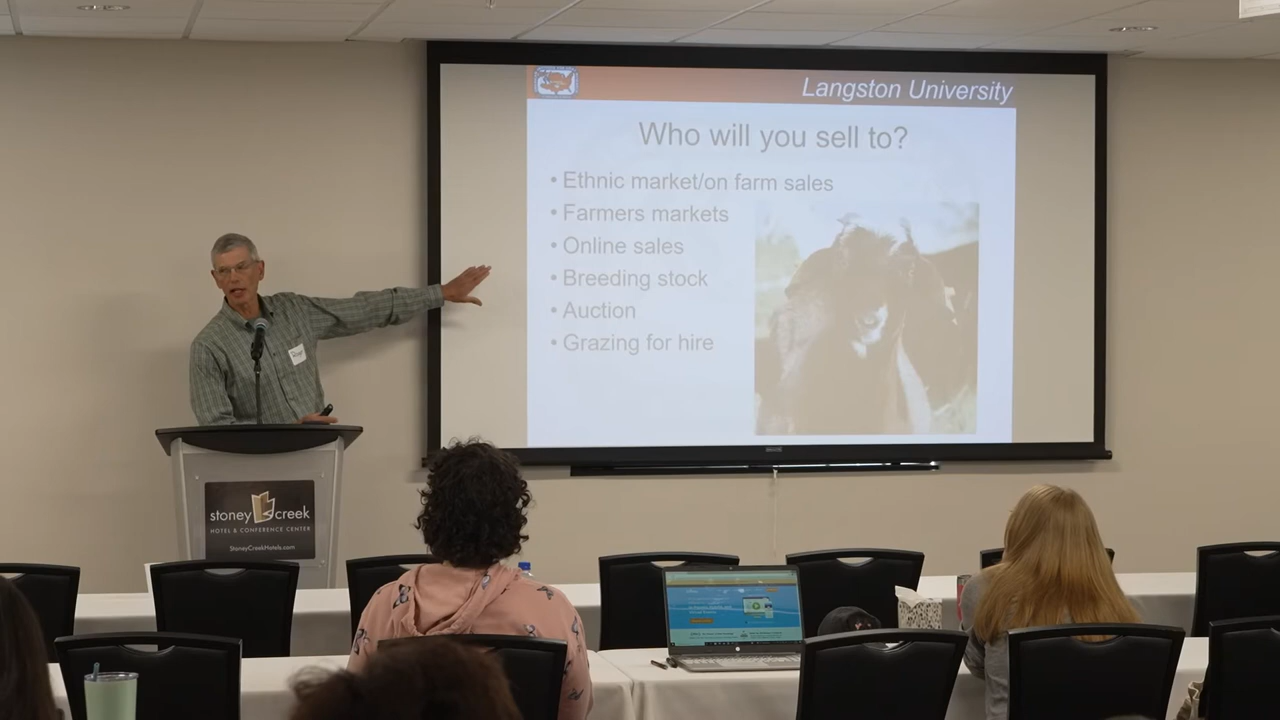 Langston University
Who will you sell to?
• Ethnic market/on farm sales
• Farmers markets
• Online sales
• Breeding stock
• Auction
• Grazing for hire
stoney creek
HOTEL & CONFERENCE CENTER
StoneyCreekHotels.com